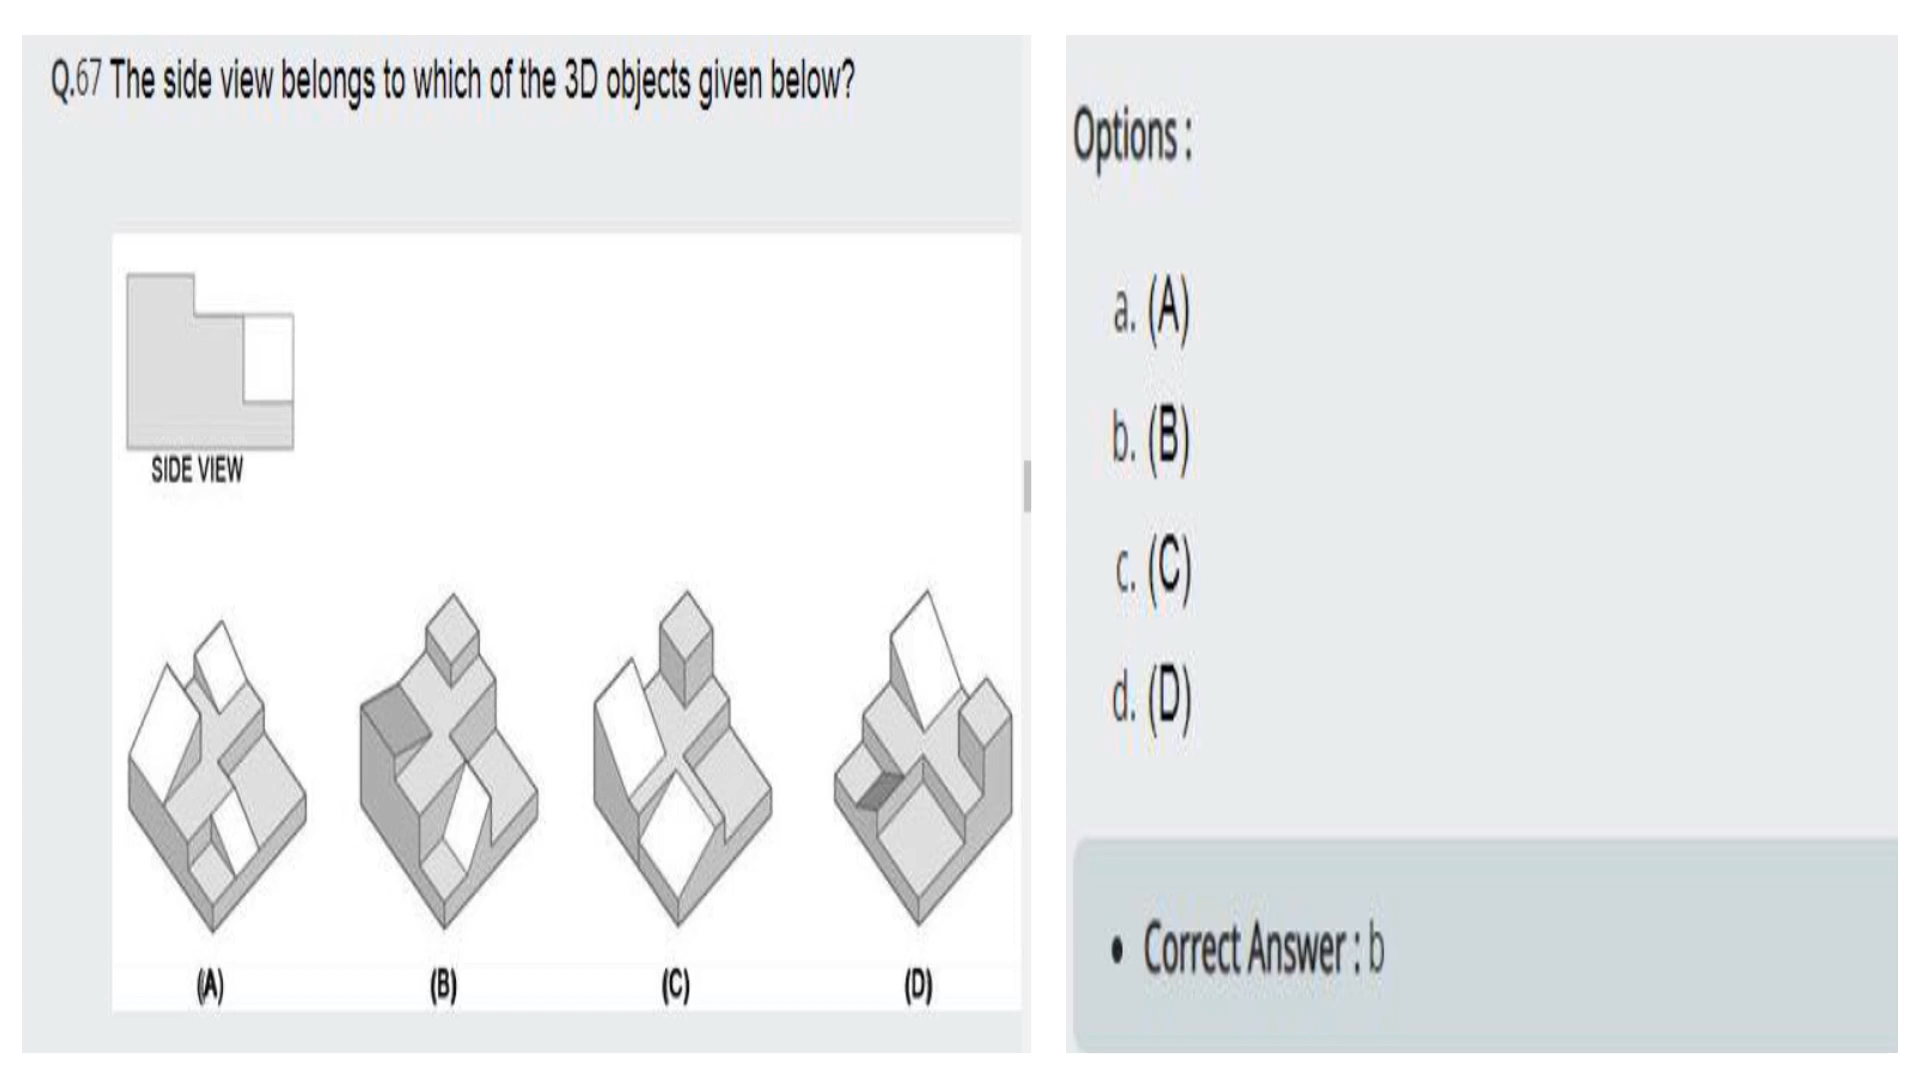 Q.67 The side view belongs to which of the 3D objects given below?
SIDE VIEW
(A) (B) (C) (D)
Options :
a. (A)
b. (B)
c. (C)
d. (D)
• Correct Answer : b